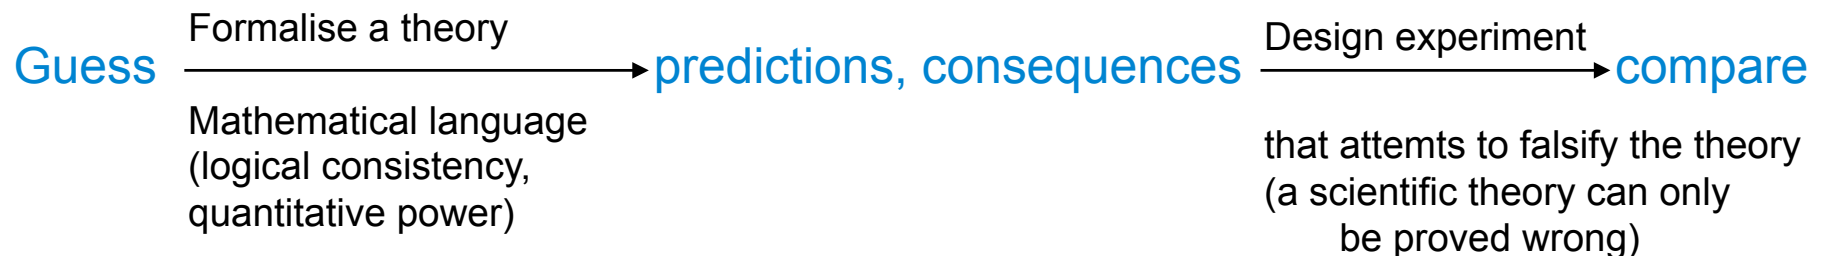 Guess
Formalise a theory
Mathematical language
(logical consistency,
quantitative power)
predictions, consequences
Design experiment
that attemts to falsify the theory
(a scientific theory can only
be proved wrong)
compare